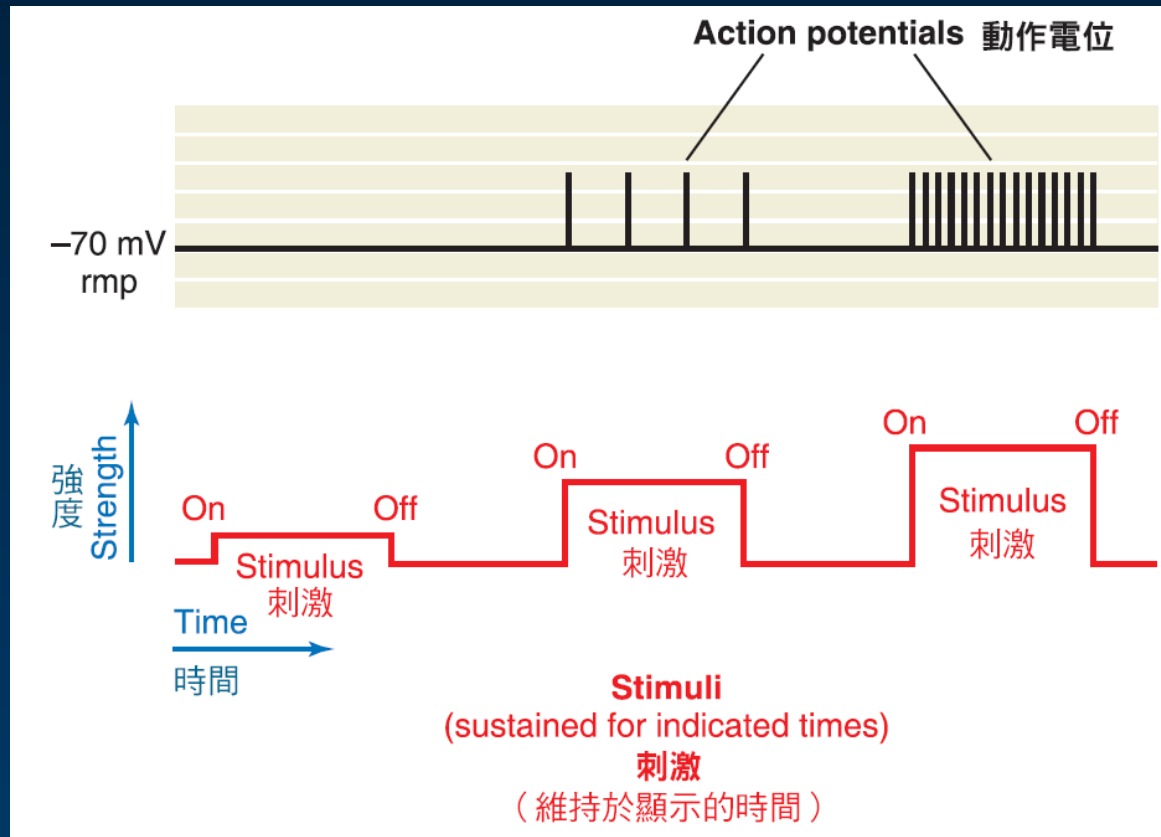 Action potentials 動作電位
–70 mV
rmp
強度
Strength
On
Off
Stimulus
刺激
On
Off
Stimulus
刺激
On
Off
Stimulus
刺激
Time
時間
Stimuli
(sustained for indicated times)
刺激
（維持於顯示的時間）